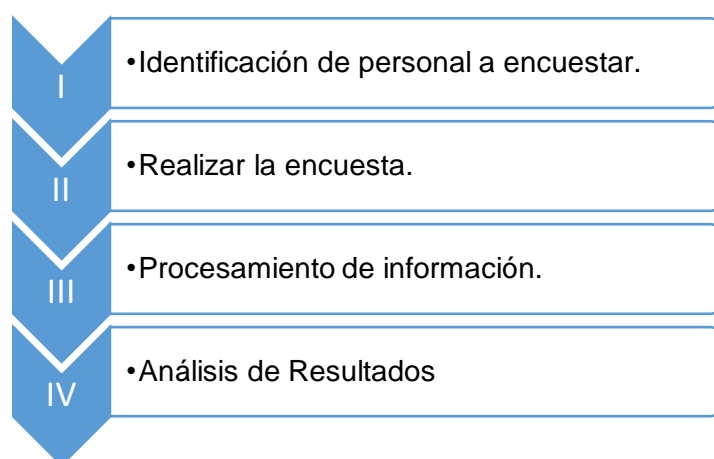 I
•Identificación de personal a encuestar.
II
•Realizar la encuesta.
III
•Procesamiento de información.
IV
•Análisis de Resultados